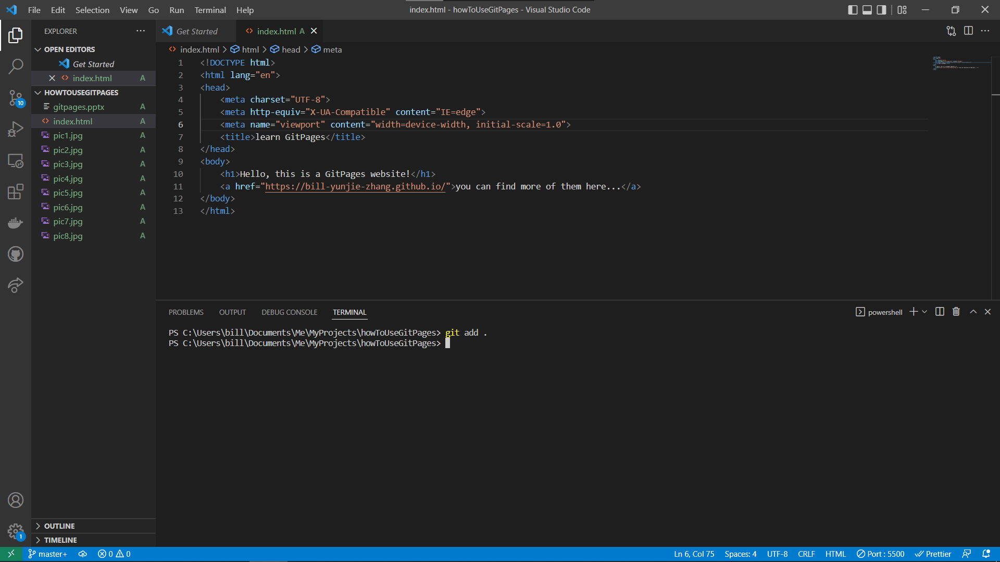 File Edit Selection View Go Run Terminal Help
index.html - howToUseGitPages - Visual Studio Code
EXPLORER
OPEN EDITORS
Get Started
index.html A
HOWTOUSEGITPAGES
gitpages.pptx A
index.html A
pic1.jpg A
pic2.jpg A
pic3.jpg A
pic4.jpg A
pic5.jpg A
pic6.jpg A
pic7.jpg A
pic8.jpg A
OUTLINE
TIMELINE
10
1
Get Started index.html A
index.html > html > head > meta
1 <!DOCTYPE html>
2 <html lang="en">
3 <head>
4 <meta charset="UTF-8">
5 <meta http-equiv="X-UA-Compatible" content="IE=edge">
6 <meta name="viewport" content="width=device-width, initial-scale=1.0">
7 <title>learn GitPages</title>
8 </head>
9 <body>
10 <h1>Hello, this is a GitPages website!</h1>
11 <a href="https://bill-yunjie-zhang.github.io/">you can find more of them here...</a>
12 </body>
13 </html>
PROBLEMS OUTPUT DEBUG CONSOLE TERMINAL
powershell
PS C:\Users\bill\Documents\Me\MyProjects\howToUseGitPages> git add .
PS C:\Users\bill\Documents\Me\MyProjects\howToUseGitPages>
master+ 0 0
Ln 6, Col 75 Spaces: 4 UTF-8 CRLF HTML Port : 5500 Prettier